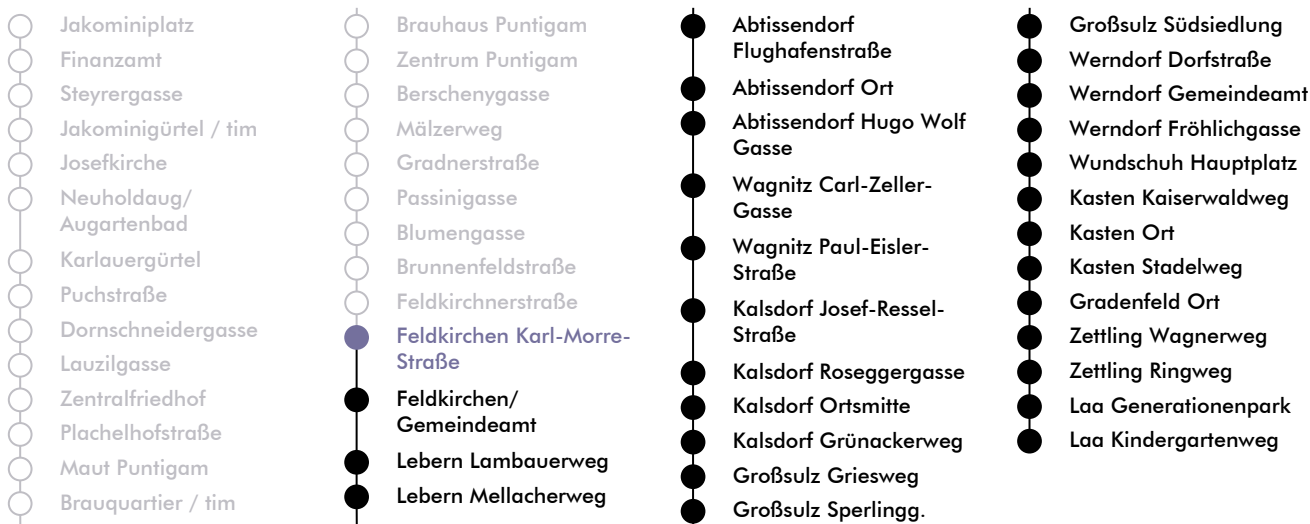 Jakominiplatz
Finanzamt
Steyrergasse
Jakominigürtel / tim
Josefkirche
Neuholdaug/
Augartenbad
Karlauergürtel
Puchstraße
Dornschneidergasse
Lauzilgasse
Zentralfriedhof
Plachelhofstraße
Maut Puntigam
Brauquartier / tim
Brauhaus Puntigam
Zentrum Puntigam
Berschenygasse
Mälzerweg
Gradnerstraße
Passinigasse
Blumengasse
Brunnenfeldstraße
Feldkirchnerstraße
Feldkirchen Karl-Morre-
Straße
Feldkirchen/
Gemeindeamt
Lebern Lambauerweg
Lebern Mellacherweg
Abtissendorf
Flughafenstraße
Abtissendorf Ort
Abtissendorf Hugo Wolf
Gasse
Wagnitz Carl-Zeller-
Gasse
Wagnitz Paul-Eisler-
Straße
Kalsdorf Josef-Ressel-
Straße
Kalsdorf Roseggergasse
Kalsdorf Ortsmitte
Kalsdorf Grünackerweg
Großsulz Griesweg
Großsulz Sperlingg.
Großsulz Südsiedlung
Werndorf Dorfstraße
Werndorf Gemeindeamt
Werndorf Fröhlichgasse
Wundschuh Hauptplatz
Kasten Kaiserwaldweg
Kasten Ort
Kasten Stadelweg
Gradenfeld Ort
Zettling Wagnerweg
Zettling Ringweg
Laa Generationenpark
Laa Kindergartenweg